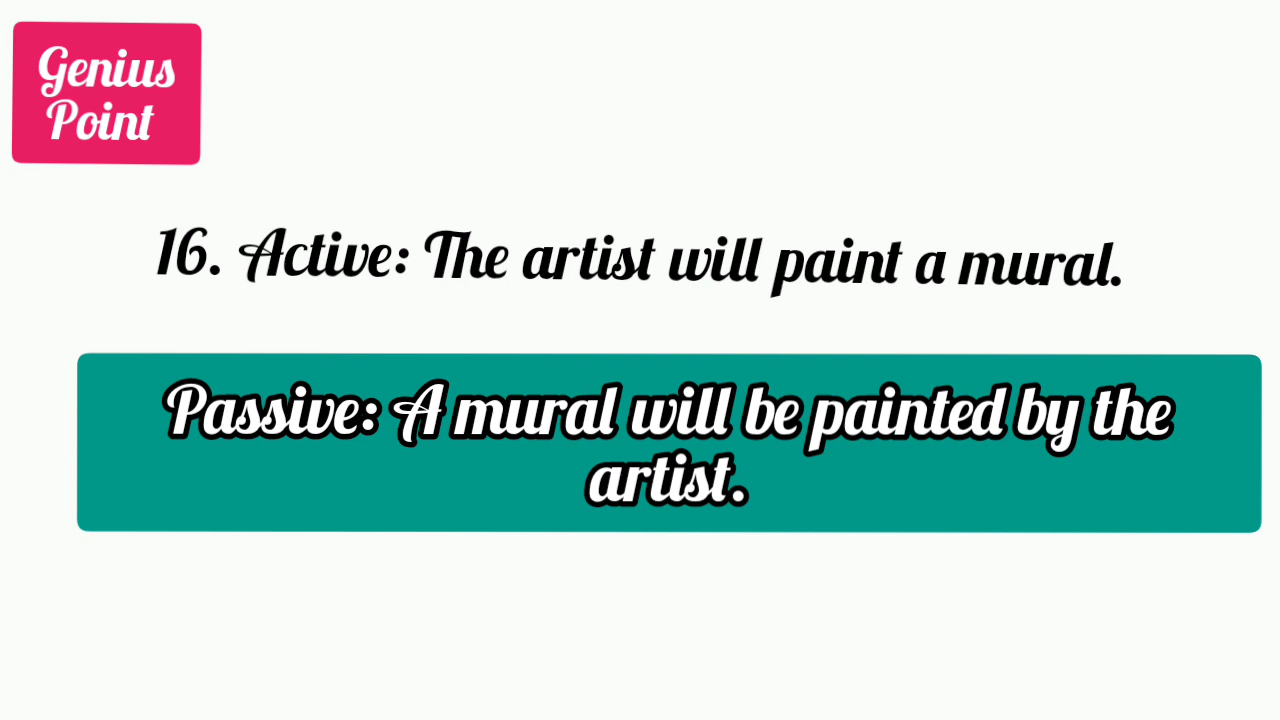 Genius
Point
16. Active: The artist will paint a mural.
Passive: A mural will be painted by the
artist.